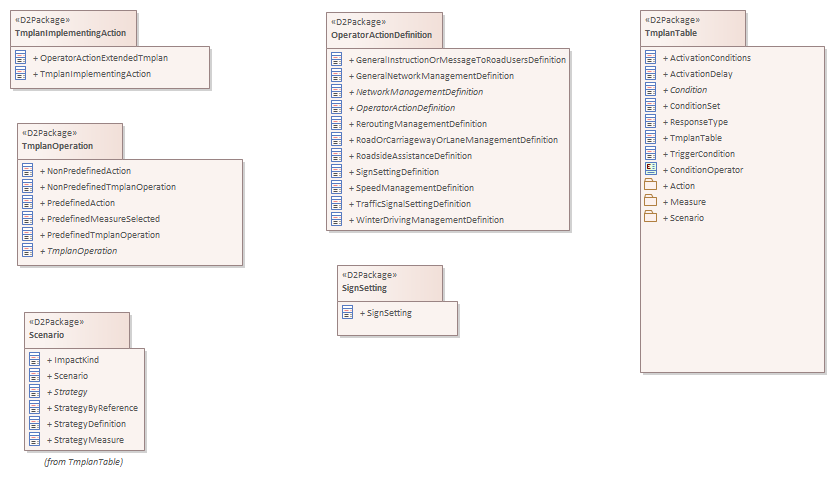 «D2Package»
TmplanImplementingAction
+ OperatorActionExtendedTmplan
+ TmplanImplementingAction
«D2Package»
TmplanOperation
+ NonPredefinedAction
+ NonPredefinedTmplanOperation
+ PredefinedAction
+ PredefinedMeasureSelected
+ PredefinedTmplanOperation
+ TmplanOperation
«D2Package»
Scenario
+ ImpactKind
+ Scenario
+ Strategy
+ StrategyByReference
+ StrategyDefinition
+ StrategyMeasure
(from TmplanTable)
«D2Package»
OperatorActionDefinition
+ GeneralInstructionOrMessageToRoadUsersDefinition
+ GeneralNetworkManagementDefinition
+ NetworkManagementDefinition
+ OperatorActionDefinition
+ ReroutingManagementDefinition
+ RoadOrCarriagewayOrLaneManagementDefinition
+ RoadsideAssistanceDefinition
+ SignSettingDefinition
+ SpeedManagementDefinition
+ TrafficSignalSettingDefinition
+ WinterDrivingManagementDefinition
«D2Package»
SignSetting
+ SignSetting
«D2Package»
TmplanTable
+ ActivationConditions
+ ActivationDelay
+ Condition
+ ConditionSet
+ ResponseType
+ TmplanTable
+ TriggerCondition
+ ConditionOperator
+ Action
+ Measure
+ Scenario